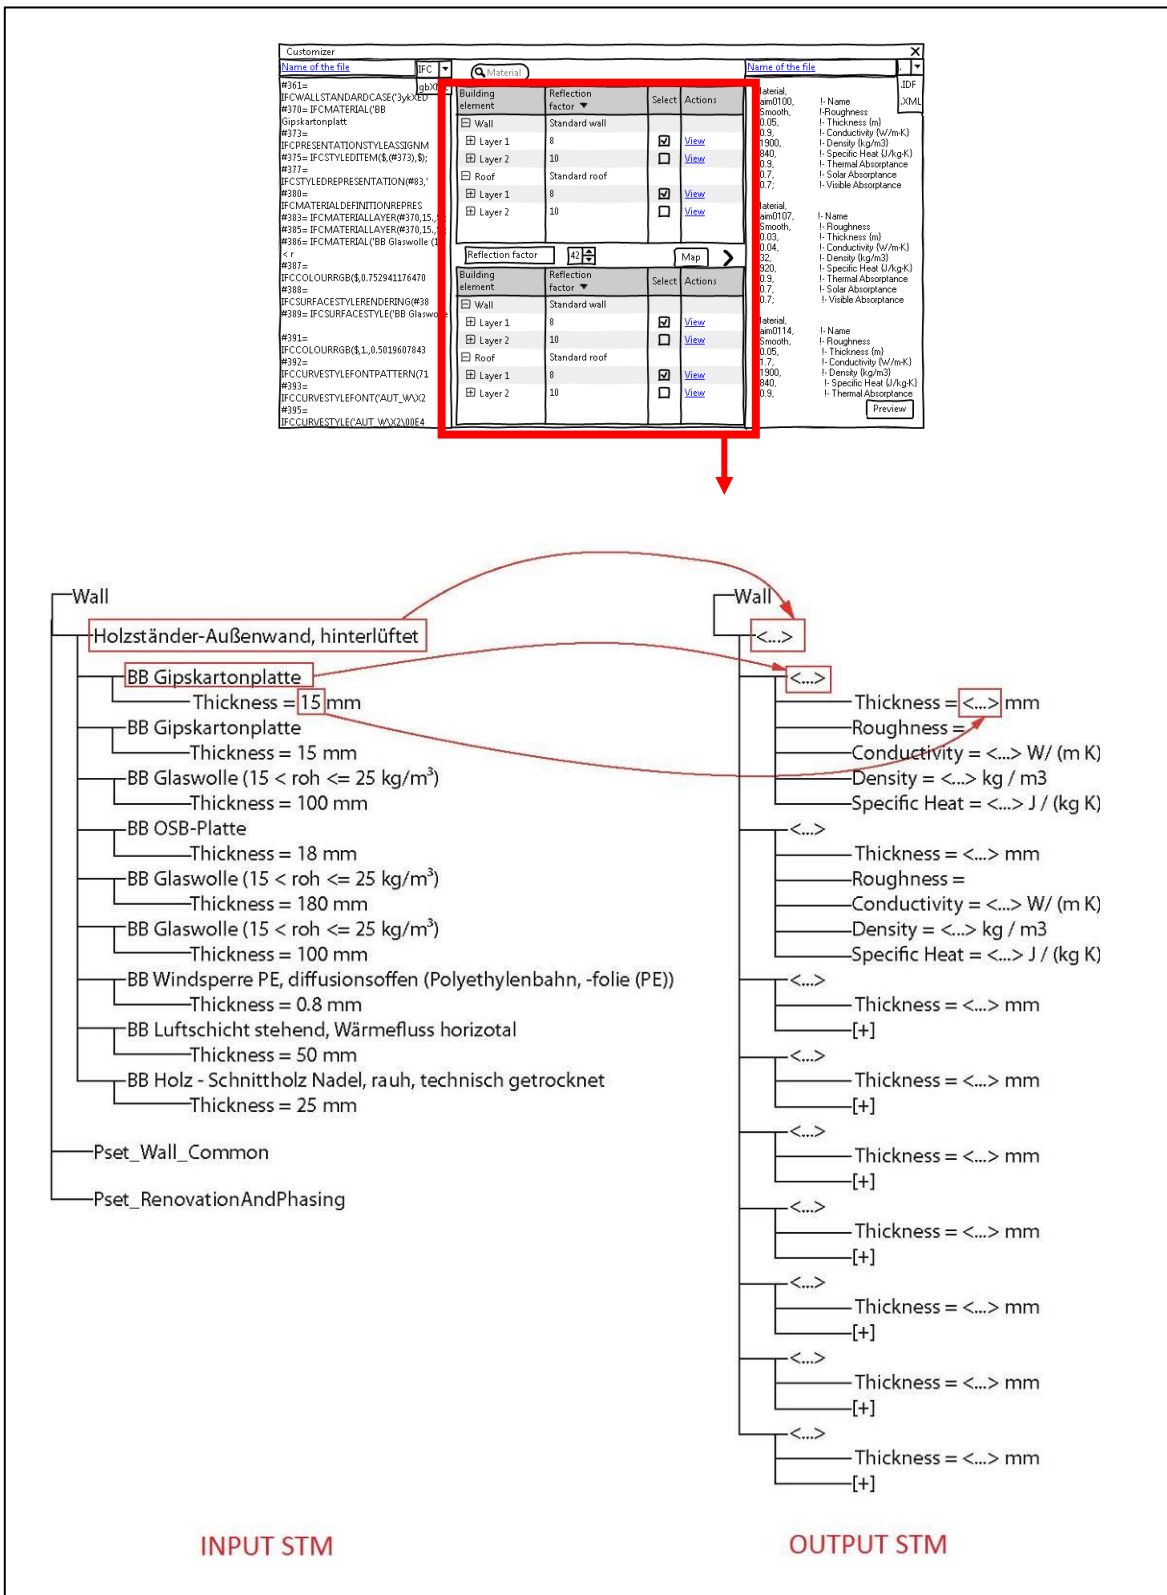 Customizer
Name of the file
IFC
gbXML
#361=
IFCWALLSTANDARDCASE('3ykXED
#370= IFCMATERIAL('BB
Gipskartonplatt
#373=
IFCPRESENTATIONSTYLEASSIGNM
#375= IFCSTYLEDITEM($,(#373),$);
#377=
IFCSTYLEDREPRESENTATION(#83,'
#380=
IFCMATERIALDEFINITIONREPRES
#383= IFCMATERIALLAYER(#370,15.,
#385= IFCMATERIALLAYER(#370,15.,
#386= IFCMATERIAL('BB Glaswolle (1
< r
#387=
IFCCOLOURRGB($,0.752941176470
#388=
IFCSURFACESTYLERENDERING(#38
#389= IFCSURFACESTYLE('BB Glaswolle
#391=
IFCCOLOURRGB($,1.,0.5019607843
#392=
IFCCURVESTYLEFONTPATTERN(71
#393=
IFCCURVESTYLEFONT('AUT_W\X2
#395=
IFCCURVESTYLE('AUT_W\X2\00E4
Material
Building element Reflection factor Select Actions
Wall Standard wall
Layer 1 8 View
Layer 2 10 View
Roof Standard roof
Layer 1 8 View
Layer 2 10 View
Reflection factor 42 Map
Building element Reflection factor Select Actions
Wall Standard wall
Layer 1 8 View
Layer 2 10 View
Roof Standard roof
Layer 1 8 View
Layer 2 10 View
Name of the file
.IDF
.XML
aterial,
aim0100, !- Name
Smooth, !-Roughness
0.05, !- Thickness {m}
0.9, !- Conductivity {W/m-K}
1900, !- Density {kg/m3}
840, !- Specific Heat {J/kg-K}
0.9, !- Thermal Absorptance
0.7, !- Solar Absorptance
0.7; !- Visible Absorptance
aterial,
aim0107, !- Name
Smooth, !- Roughness
0.03, !- Thickness {m}
0.04, !- Conductivity {W/m-K}
32, !- Density {kg/m3}
920, !- Specific Heat {J/kg-K}
0.9, !- Thermal Absorptance
0.7, !- Solar Absorptance
0.7; !- Visible Absorptance
aterial,
aim0114, !- Name
Smooth, !- Roughness
0.05, !- Thickness {m}
1.7, !- Conductivity {W/m-K}
1900, !- Density {kg/m3}
840, !- Specific Heat {J/kg-K}
0.9, !- Thermal Absorptance
Preview
Wall
Holzständer-Außenwand, hinterlüftet
BB Gipskartonplatte
Thickness = 15 mm
BB Gipskartonplatte
Thickness = 15 mm
BB Glaswolle (15 < roh <= 25 kg/m³)
Thickness = 100 mm
BB OSB-Platte
Thickness = 18 mm
BB Glaswolle (15 < roh <= 25 kg/m³)
Thickness = 180 mm
BB Glaswolle (15 < roh <= 25 kg/m³)
Thickness = 100 mm
BB Windsperre PE, diffusionsoffen (Polyethylenbahn, -folie (PE))
Thickness = 0.8 mm
BB Luftschicht stehend, Wärmefluss horizotal
Thickness = 50 mm
BB Holz - Schnittholz Nadel, rauh, technisch getrocknet
Thickness = 25 mm
Pset_Wall_Common
Pset_RenovationAndPhasing
INPUT STM
Wall
<...>
<...>
Thickness = <...> mm
Roughness =
Conductivity = <...> W/ (m K)
Density = <...> kg / m3
Specific Heat = <...> J / (kg K)
<...>
Thickness = <...> mm
Roughness =
Conductivity = <...> W/ (m K)
Density = <...> kg / m3
Specific Heat = <...> J / (kg K)
<...>
Thickness = <...> mm
[+]
<...>
Thickness = <...> mm
[+]
<...>
Thickness = <...> mm
[+]
<...>
Thickness = <...> mm
[+]
<...>
Thickness = <...> mm
[+]
<...>
Thickness = <...> mm
[+]
<...>
Thickness = <...> mm
[+]
OUTPUT STM